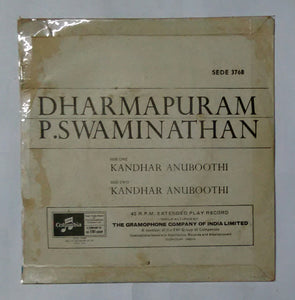 SEDE 3768
DHARMAPURAM
P.SWAMINATHAN
SIDE ONE
KANDHAR ANUBOOTHI
SIDE TWO
KANDHAR ANUBOOTHI
Columbia
45 R.P.M. EXTENDED PLAY RECORD
THE GRAMOPHONE COMPANY OF INDIA LIMITED